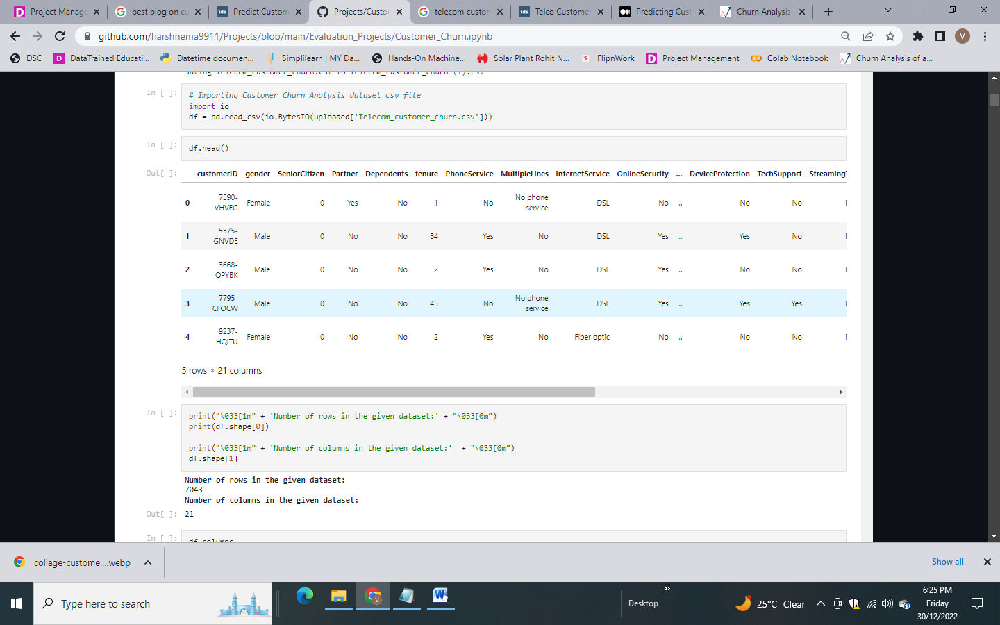 Project Manage
best blog on cu
Predict Custom
Projects/Custor
telecom custon
Telco Customer
Predicting Cust
Churn Analysis
github.com/harshnema9911/Projects/blob/main/Evaluation_Projects/Customer_Churn.ipynb
DSC
DataTrained Educati...
Datetime documen...
Simplilearn | MY Da...
Hands-On Machine...
Solar Plant Rohit N...
FlipnWork
Project Management
Colab Notebook
Churn Analysis of a...
Saving Telecom_customer_churn.csv to Telecom_customer_churn (1).csv
In [ ]:
# Importing Customer Churn Analysis dataset csv file
import io
df = pd.read_csv(io.BytesIO(uploaded['Telecom_customer_churn.csv']))
In [ ]:
df.head()
Out[ ]:
customerID gender SeniorCitizen Partner Dependents tenure PhoneService MultipleLines InternetService OnlineSecurity ... DeviceProtection TechSupport Streaming
0 7590-VHVEG Female 0 Yes No 1 No No phone service DSL No ... No No
1 5575-GNVDE Male 0 No No 34 Yes No DSL Yes ... Yes No
2 3668-QPYBK Male 0 No No 2 Yes No DSL Yes ... No No
3 7795-CFOCW Male 0 No No 45 No No phone service DSL Yes ... Yes Yes
4 9237-HQITU Female 0 No No 2 Yes No Fiber optic No ... No No
5 rows × 21 columns
In [ ]:
print("\033[1m" + 'Number of rows in the given dataset:' + "\033[0m")
print(df.shape[0])
print("\033[1m" + 'Number of columns in the given dataset:'  + "\033[0m")
df.shape[1]
Number of rows in the given dataset:
7043
Number of columns in the given dataset:
Out[ ]: 21
In [ ]:
df.columns
collage-custome....webp
Show all
Type here to search
Desktop
25°C Clear
6:25 PM
Friday
30/12/2022